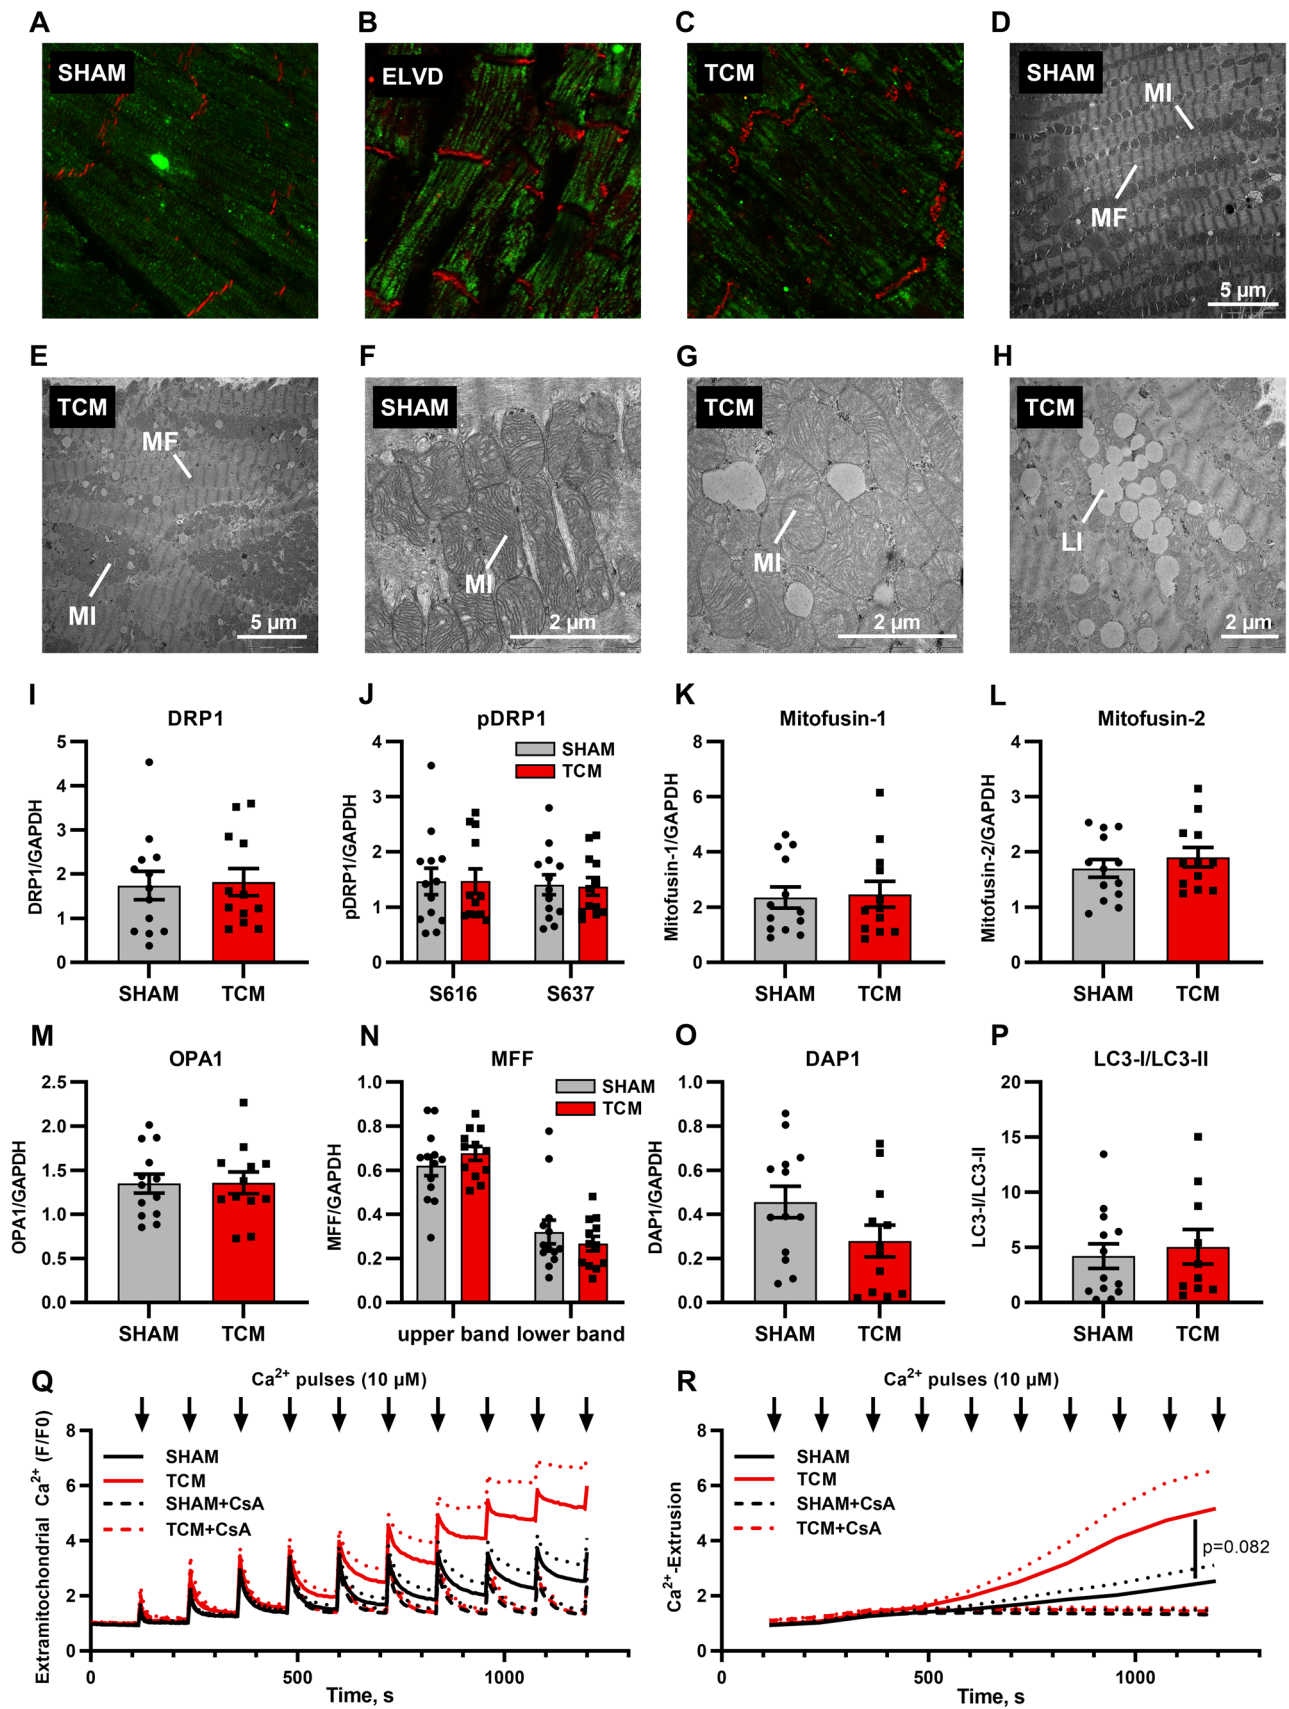 A
B
C
D
SHAM
ELVD
TCM
SHAM
MI
MF
5 µm
E
F
G
H
TCM
SHAM
TCM
TCM
MF
MI
MI
MI
LI
5 µm
2 µm
2 µm
2 µm
I
J
K
L
DRP1
pDRP1
Mitofusin-1
Mitofusin-2
DRP1/GAPDH
5
4
3
2
1
0
SHAM
TCM
pDRP1/GAPDH
4
3
2
1
0
SHAM
TCM
S616
S637
Mitofusin-1/GAPDH
8
6
4
2
0
SHAM
TCM
Mitofusin-2/GAPDH
4
3
2
1
0
SHAM
TCM
M
N
O
P
OPA1
MFF
DAP1
LC3-I/LC3-II
OPA1/GAPDH
2.5
2.0
1.5
1.0
0.5
0.0
SHAM
TCM
MFF/GAPDH
1.0
0.8
0.6
0.4
0.2
0.0
SHAM
TCM
upper band lower band
DAP1/GAPDH
1.0
0.8
0.6
0.4
0.2
0.0
SHAM
TCM
LC3-I/LC3-II
20
15
10
5
0
SHAM
TCM
Q
Ca2+ pulses (10 µM)
Extramitochondrial Ca2+ (F/F0)
8
6
4
2
0
SHAM
TCM
SHAM+CsA
TCM+CsA
0
500
1000
Time, s
R
Ca2+ pulses (10 µM)
Ca2+-Extrusion
8
6
4
2
0
SHAM
TCM
SHAM+CsA
TCM+CsA
p=0.082
0
500
1000
Time, s